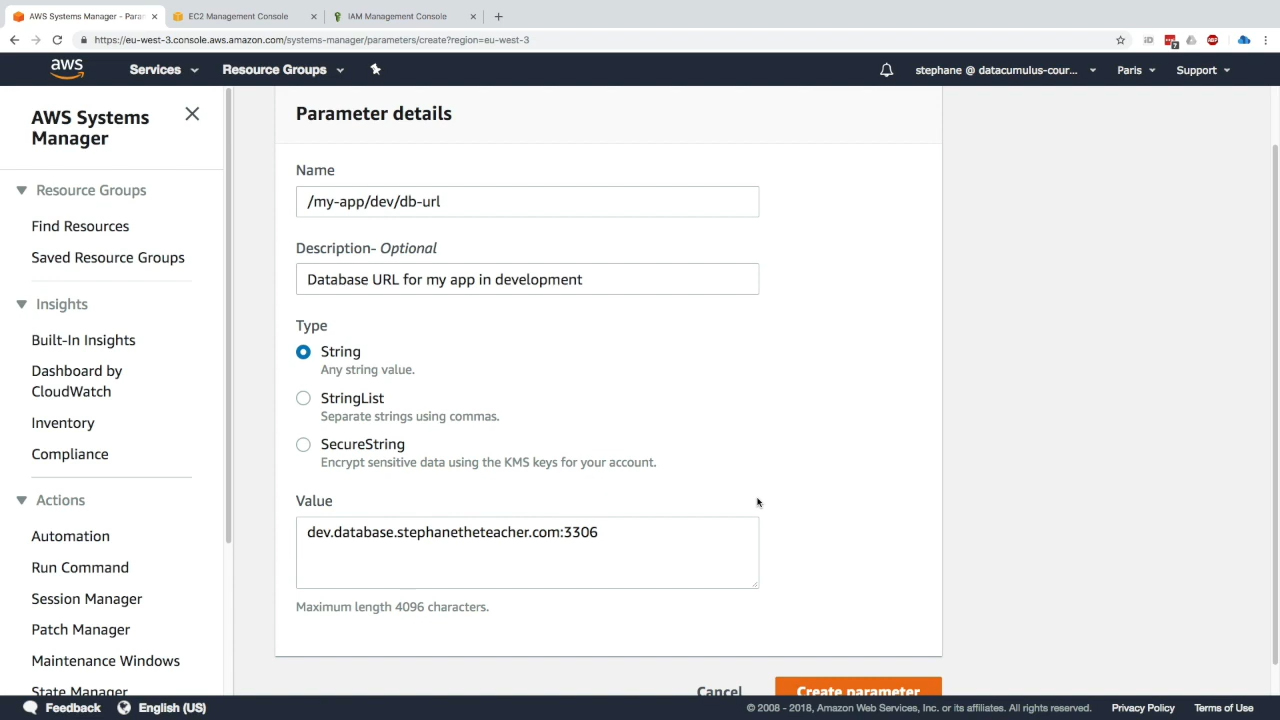 AWS Systems Manager - Para
EC2 Management Console
IAM Management Console
https://eu-west-3.console.aws.amazon.com/systems-manager/parameters/create?region=eu-west-3
aws
Services
Resource Groups
stephane @ datacumulus-cour...
Paris
Support
AWS Systems
Manager
Resource Groups
Find Resources
Saved Resource Groups
Insights
Built-In Insights
Dashboard by
CloudWatch
Inventory
Compliance
Actions
Automation
Run Command
Session Manager
Patch Manager
Maintenance Windows
State Manager
Parameter details
Name
/my-app/dev/db-url
Description- Optional
Database URL for my app in development
Type
String
Any string value.
StringList
Separate strings using commas.
SecureString
Encrypt sensitive data using the KMS keys for your account.
Value
dev.database.stephanetheteacher.com:3306
Maximum length 4096 characters.
Cancel
Create parameter
Feedback
English (US)
© 2008 - 2018, Amazon Web Services, Inc. or its affiliates. All rights reserved.
Privacy Policy
Terms of Use